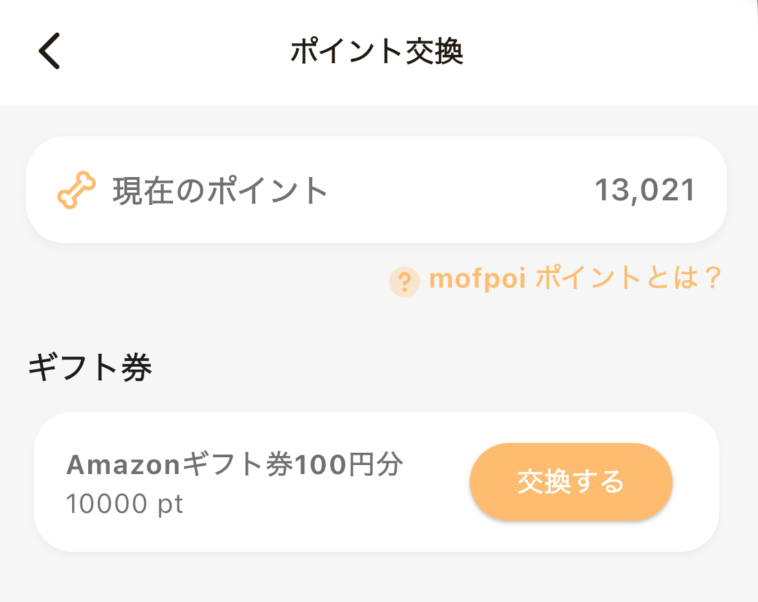 ポイント交換
現在のポイント 13,021
? mofpoi ポイントとは？
ギフト券
Amazonギフト券100円分
10000 pt
交換する